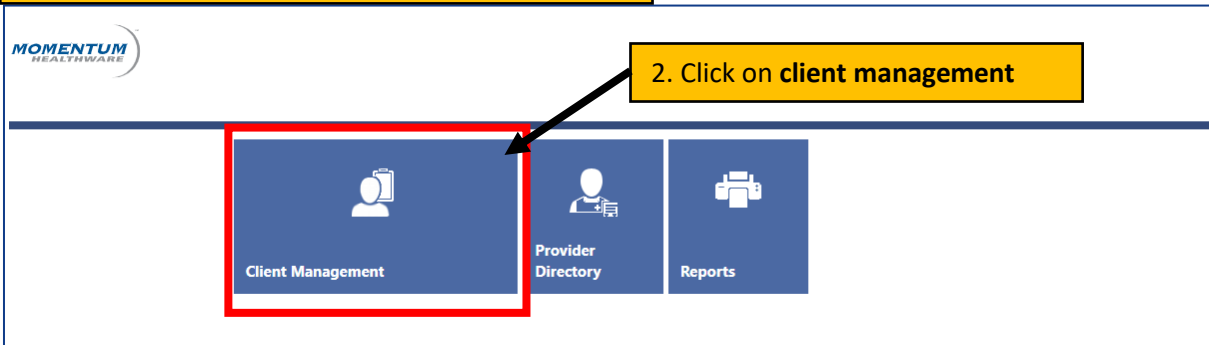 MOMENTUM
HEALTHWARE
2. Click on client management
Client Management
Provider
Directory
Reports